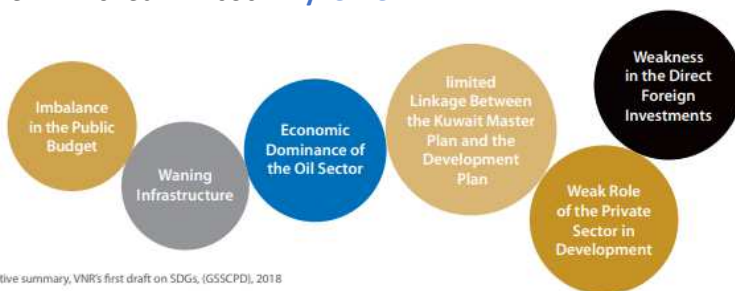 Imbalance
in the Public
Budget
Waning
Infrastructure
Economic
Dominance of
the Oil Sector
limited
Linkage Between
the Kuwait Master
Plan and the
Development
Plan
Weakness
in the Direct
Foreign
Investments
Weak Role
of the Private
Sector in
Development
summary, VNR's first draft on SDGs, (GSSCPD), 2018